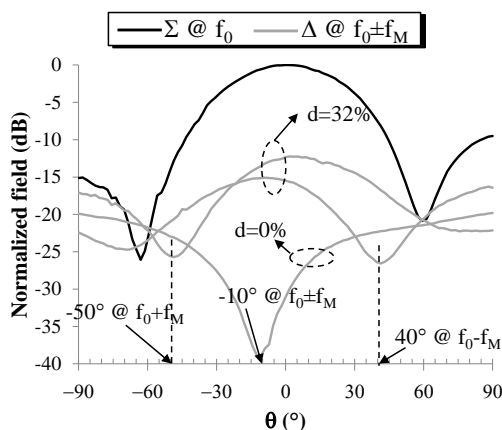 Σ @ f0 Δ @ f0±fM
Normalized field (dB)
0
-5
-10
-15
-20
-25
-30
-35
-40
d=32%
d=0%
-50° @ f0+fM
-10° @ f0±fM
40° @ f0-fM
−90 −60 −30 0 30 60 90
θ (°)